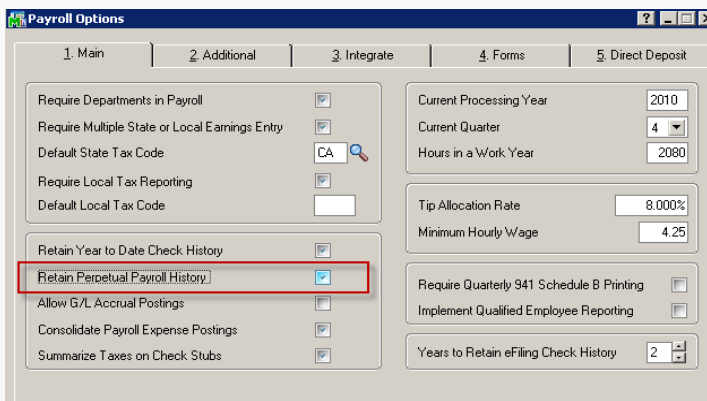 Payroll Options
1. Main
2. Additional
3. Integrate
4. Forms
5. Direct Deposit
Require Departments in Payroll
Require Multiple State or Local Earnings Entry
Default State Tax Code CA
Require Local Tax Reporting
Default Local Tax Code
Retain Year to Date Check History
Retain Perpetual Payroll History
Allow G/L Accrual Postings
Consolidate Payroll Expense Postings
Summarize Taxes on Check Stubs
Current Processing Year 2010
Current Quarter 4
Hours in a Work Year 2080
Tip Allocation Rate 8.000%
Minimum Hourly Wage 4.25
Require Quarterly 941 Schedule B Printing
Implement Qualified Employee Reporting
Years to Retain eFiling Check History 2